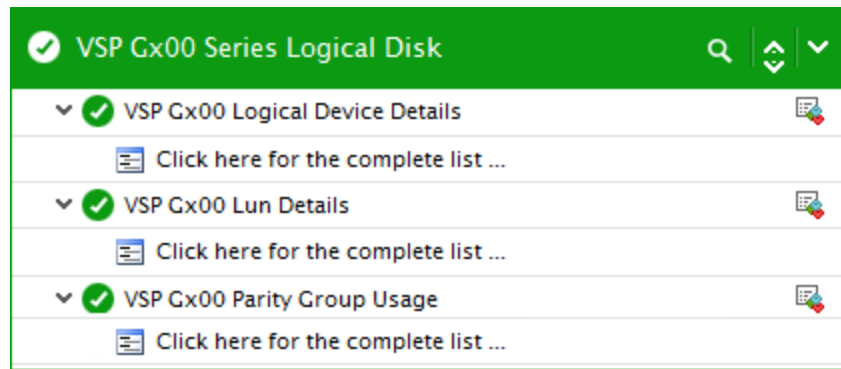 VSP Gx00 Series Logical Disk
VSP Gx00 Logical Device Details
Click here for the complete list ...
VSP Gx00 Lun Details
Click here for the complete list ...
VSP Gx00 Parity Group Usage
Click here for the complete list ...